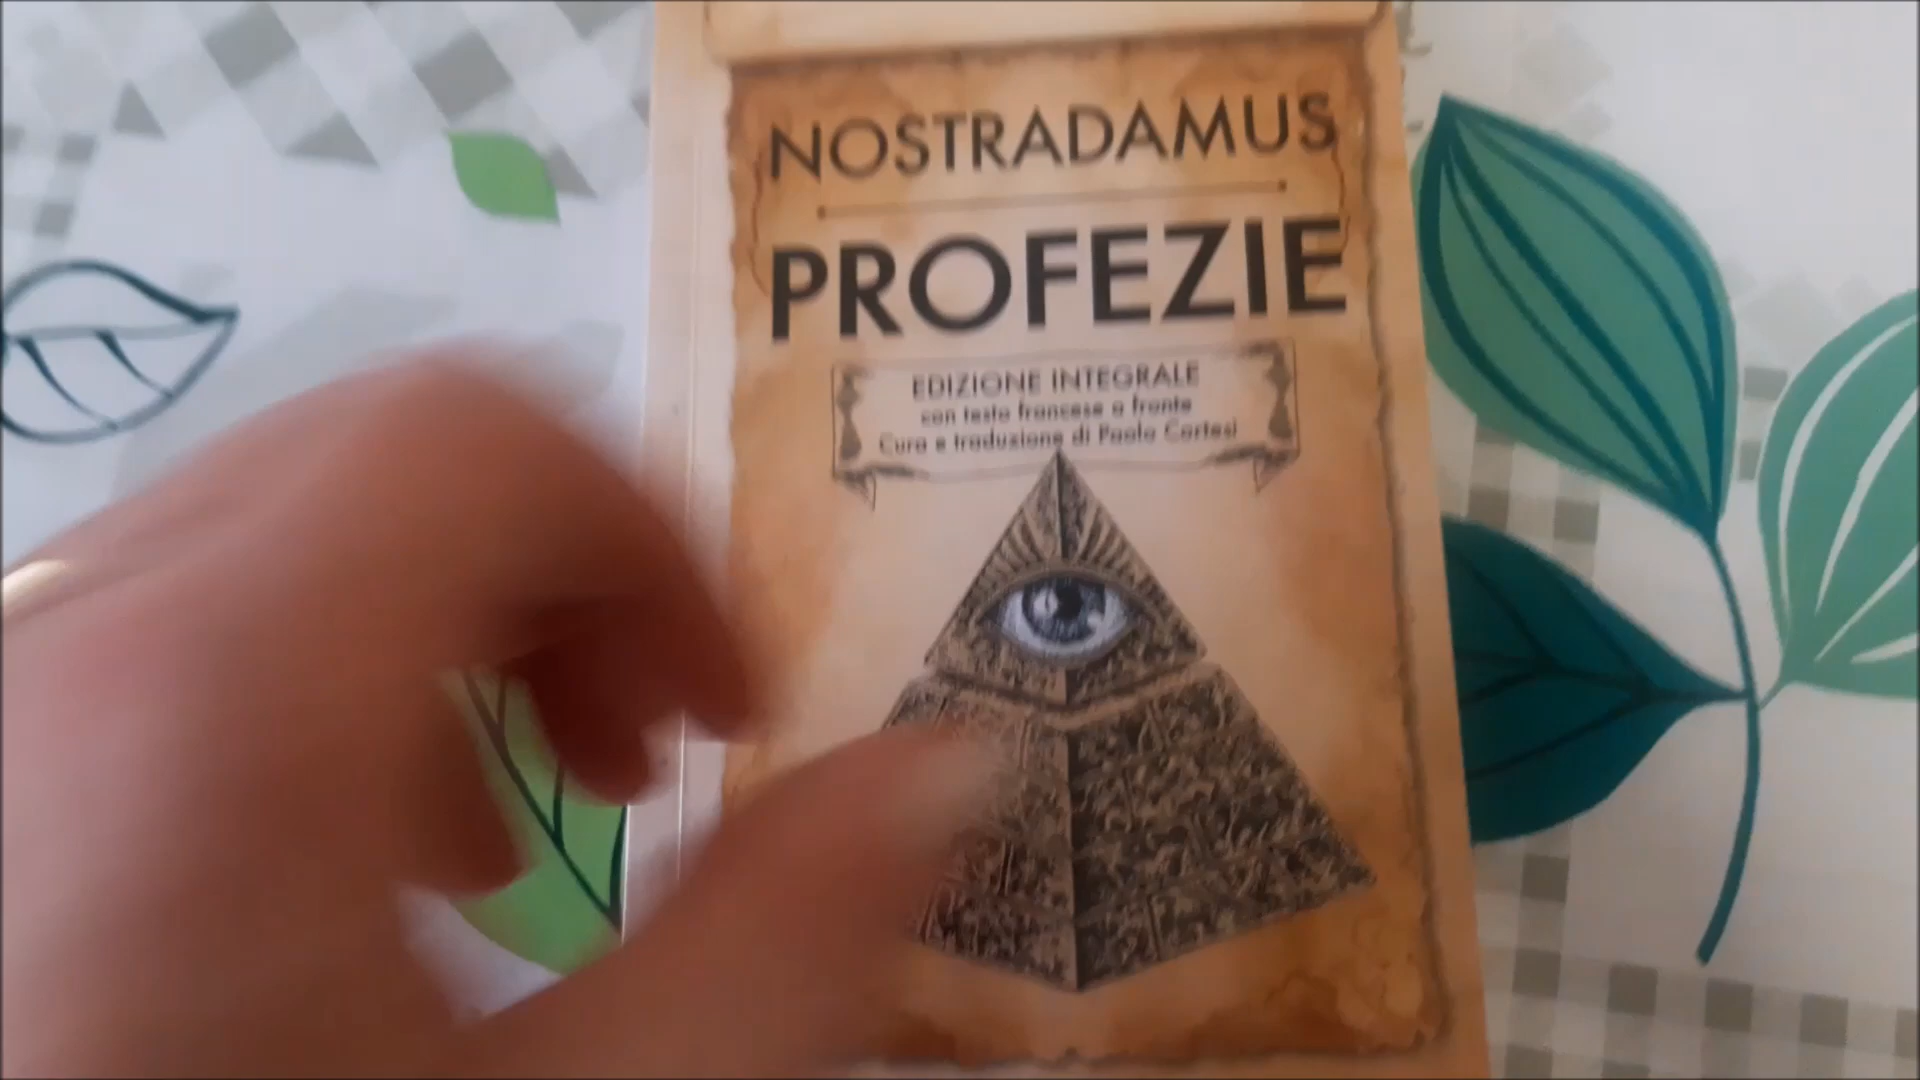 NOSTRADAMUS
PROFEZIE
EDIZIONE INTEGRALE
con testo francese a fronte
Cura e traduzione di Paolo Cortesi